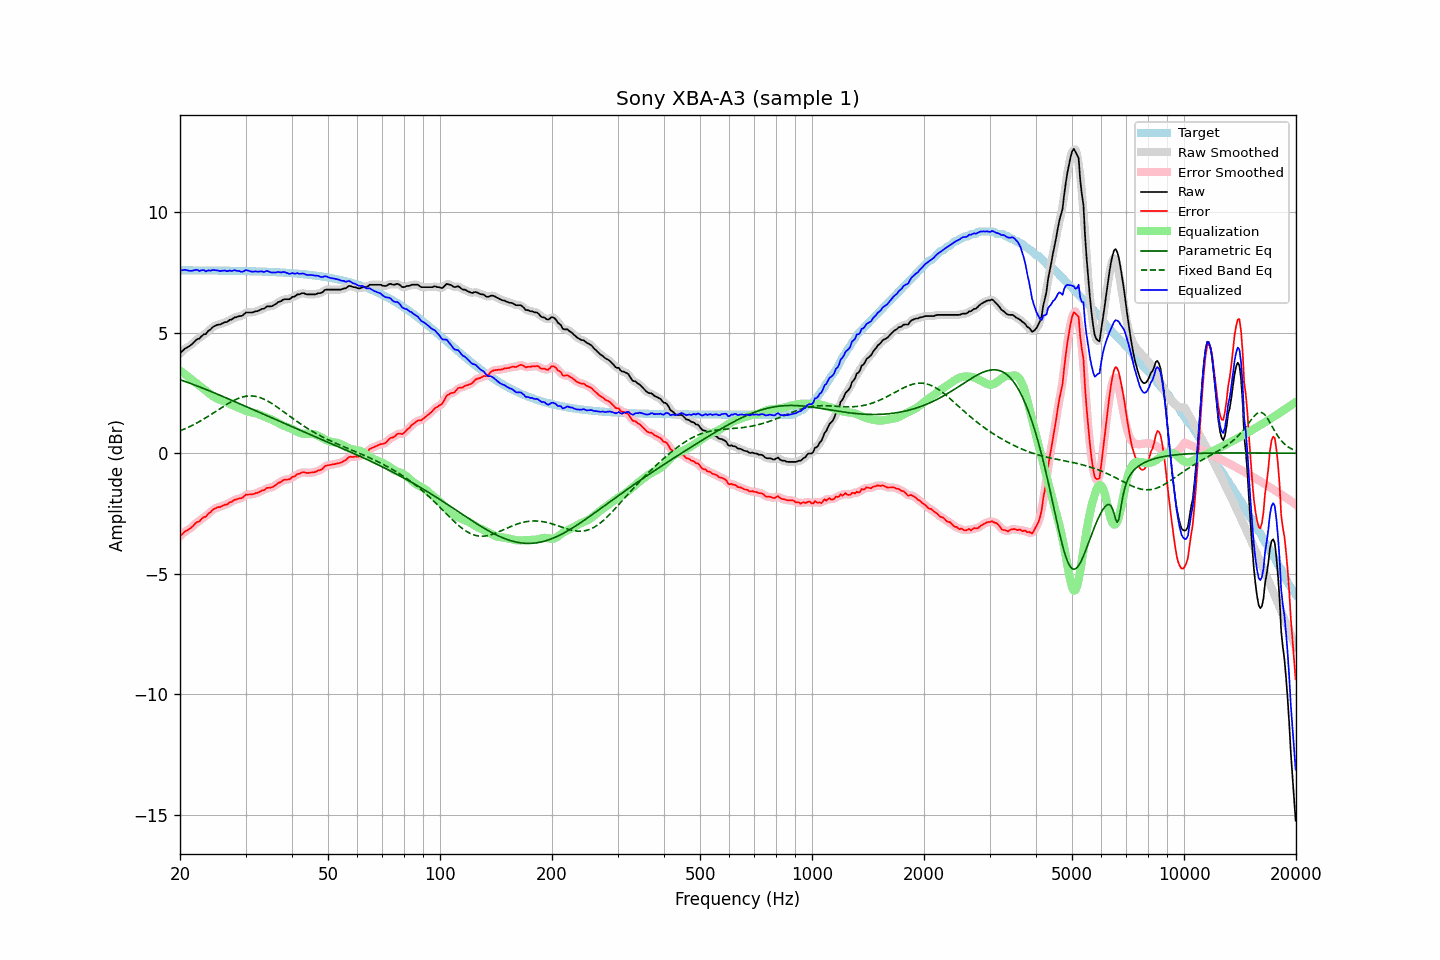 Sony XBA-A3 (sample 1)
Target
Raw Smoothed
Error Smoothed
Raw
Error
Equalization
Parametric Eq
Fixed Band Eq
Equalized
10
5
0
−5
−10
−15
Amplitude (dBr)
20 50 100 200 500 1000 2000 5000 10000 20000
Frequency (Hz)